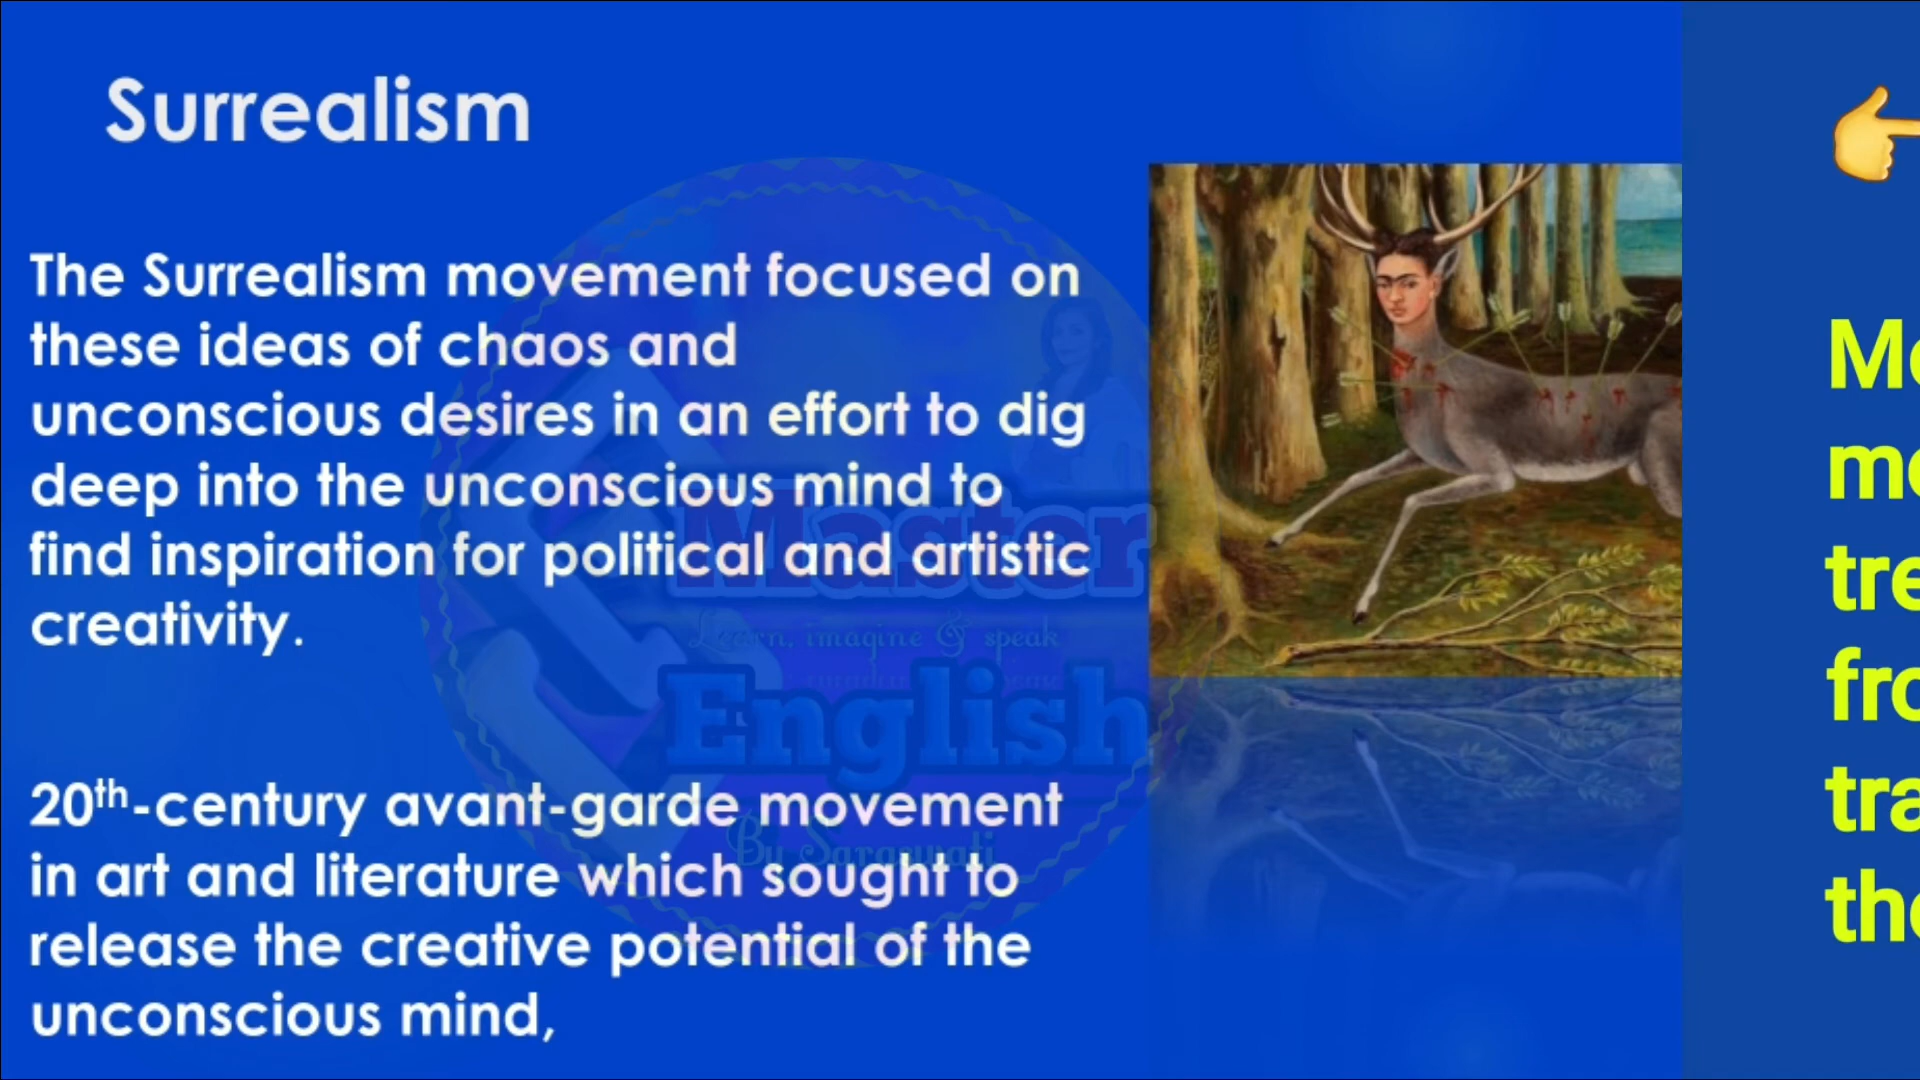 Surrealism
The Surrealism movement focused on
these ideas of chaos and
unconscious desires in an effort to dig
deep into the unconscious mind to
find inspiration for political and artistic
creativity.
20th-century avant-garde movement
in art and literature which sought to
release the creative potential of the
unconscious mind,
Master
Learn, imagine & speak
English
By Saraswati